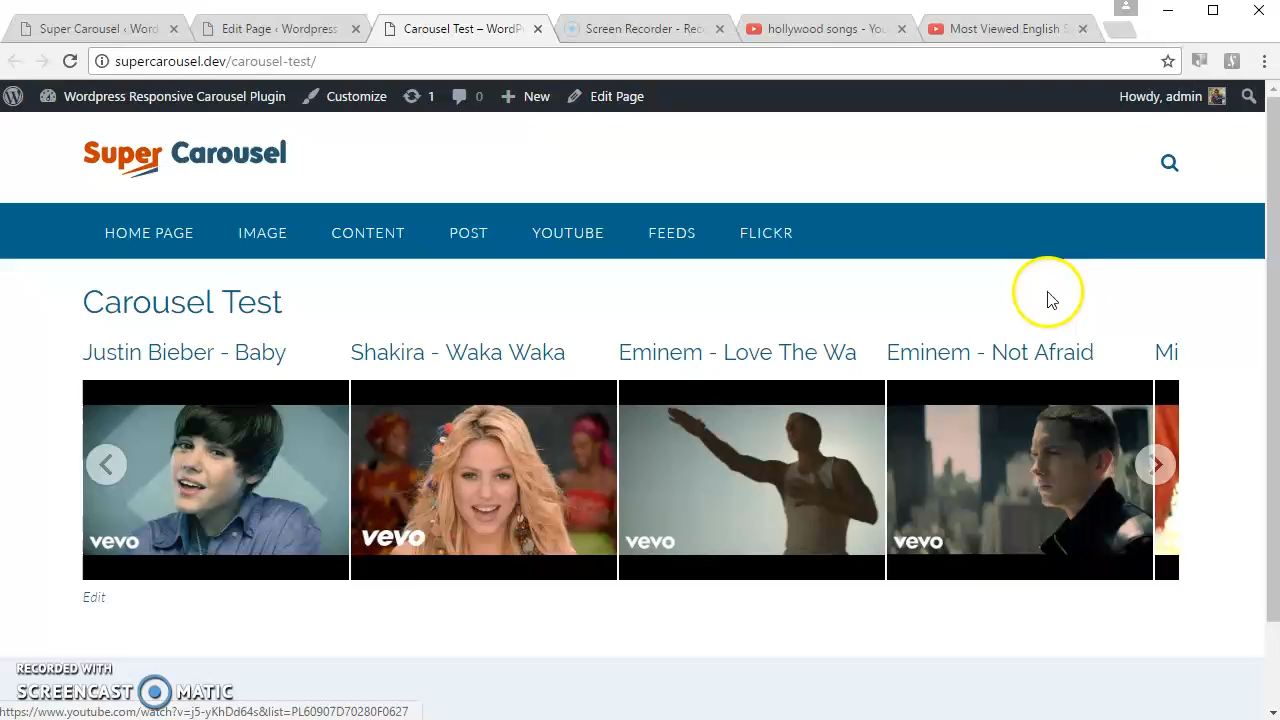 Super Carousel ‹ Word
Edit Page ‹ Wordpress
Carousel Test – WordP
Screen Recorder - Reco
hollywood songs - You
Most Viewed English S
supercarousel.dev/carousel-test/
Wordpress Responsive Carousel Plugin
Customize
1
0
New
Edit Page
Howdy, admin
Super Carousel
HOME PAGE
IMAGE
CONTENT
POST
YOUTUBE
FEEDS
FLICKR
Carousel Test
Justin Bieber - Baby
Shakira - Waka Waka
Eminem - Love The Wa
Eminem - Not Afraid
Mi
vevo
vevo
vevo
vevo
Edit
RECORDED WITH
SCREENCAST MATIC
https://www.youtube.com/watch?v=j5-yKhDd64s&list=PL60907D70280F0627